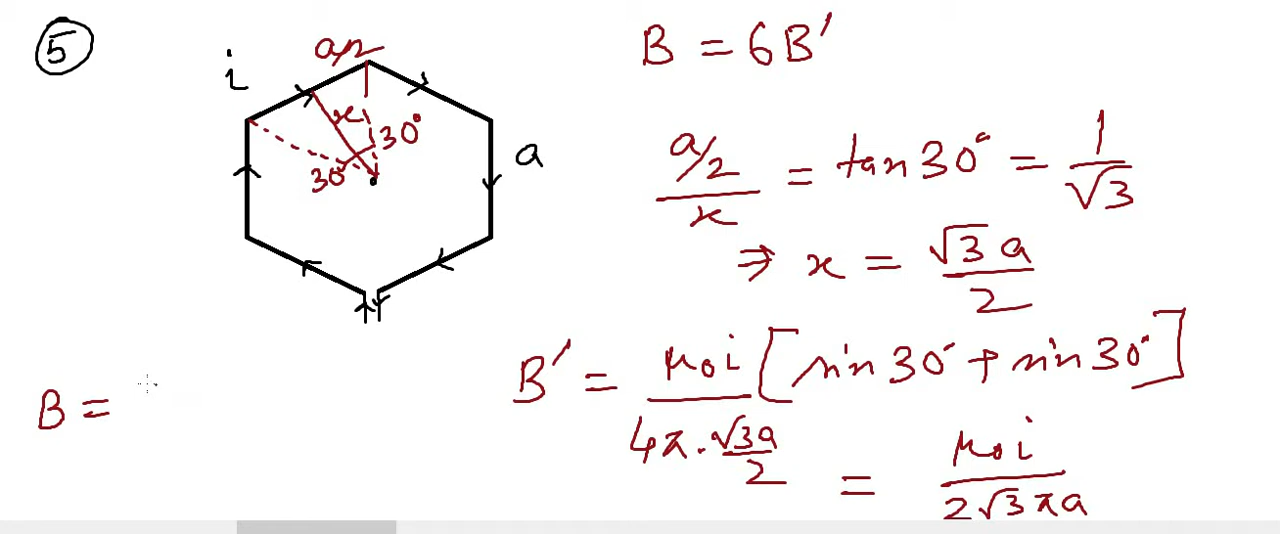 5
i
a/2
x
30°
30
a
B = 6B'
a/2 / x = tan 30° = 1/√3
⇒ x = √3 a / 2
B' = μ₀i / 4π · √3a/2 [sin 30° + sin 30°]
= μ₀i / 2√3πa
B =